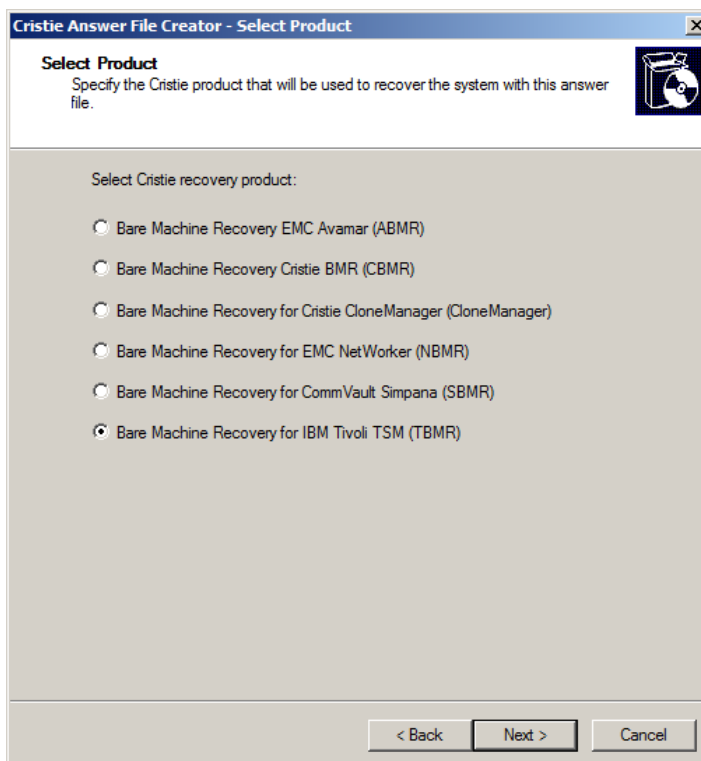 Cristie Answer File Creator - Select Product
Select Product
Specify the Cristie product that will be used to recover the system with this answer
file.
Select Cristie recovery product:
Bare Machine Recovery EMC Avamar (ABMR)
Bare Machine Recovery Cristie BMR (CBMR)
Bare Machine Recovery for Cristie CloneManager (CloneManager)
Bare Machine Recovery for EMC NetWorker (NBMR)
Bare Machine Recovery for CommVault Simpana (SBMR)
Bare Machine Recovery for IBM Tivoli TSM (TBMR)
< Back Next > Cancel